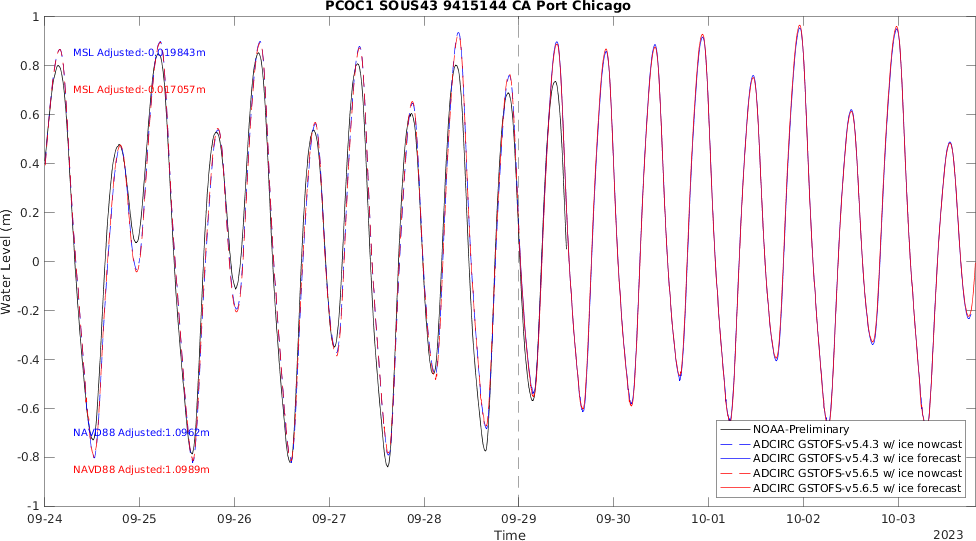 PCOC1 SOUS43 9415144 CA Port Chicago
Water Level (m)
1
0.8
0.6
0.4
0.2
0
-0.2
-0.4
-0.6
-0.8
-1
MSL Adjusted:-0.019843m
MSL Adjusted:-0.017057m
NAVD88 Adjusted:1.0962m
NAVD88 Adjusted:1.0989m
NOAA-Preliminary
ADCIRC GSTOFS-v5.4.3 w/ ice nowcast
ADCIRC GSTOFS-v5.4.3 w/ ice forecast
ADCIRC GSTOFS-v5.6.5 w/ ice nowcast
ADCIRC GSTOFS-v5.6.5 w/ ice forecast
09-24 09-25 09-26 09-27 09-28 09-29 09-30 10-01 10-02 10-03
Time
2023